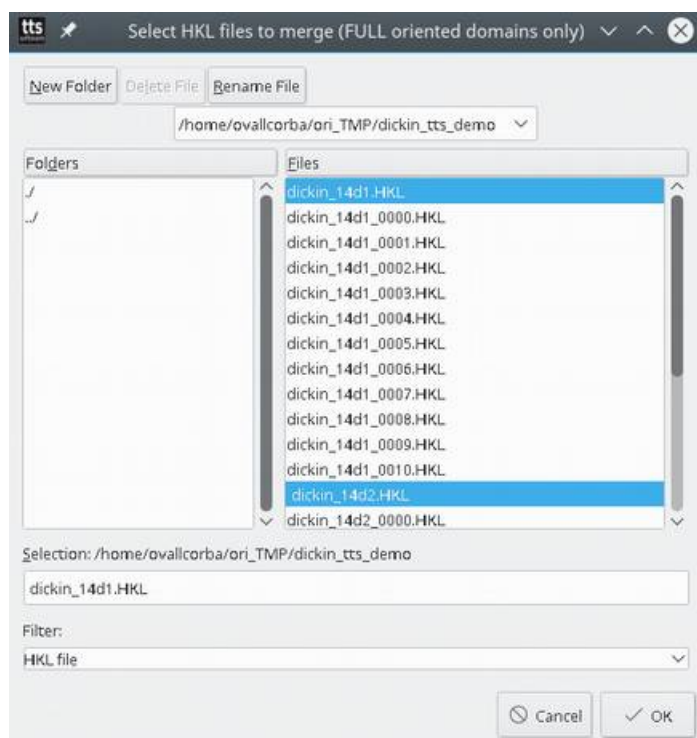 tts
Select HKL files to merge (FULL oriented domains only)
New Folder Delete File Rename File
/home/ovallcorba/ori_TMP/dickin_tts_demo
Folders Files
./
../
dickin_14d1.HKL
dickin_14d1_0000.HKL
dickin_14d1_0001.HKL
dickin_14d1_0002.HKL
dickin_14d1_0003.HKL
dickin_14d1_0004.HKL
dickin_14d1_0005.HKL
dickin_14d1_0006.HKL
dickin_14d1_0007.HKL
dickin_14d1_0008.HKL
dickin_14d1_0009.HKL
dickin_14d1_0010.HKL
dickin_14d2.HKL
dickin_14d2_0000.HKL
Selection: /home/ovallcorba/ori_TMP/dickin_tts_demo
dickin_14d1.HKL
Filter:
HKL file
Cancel OK